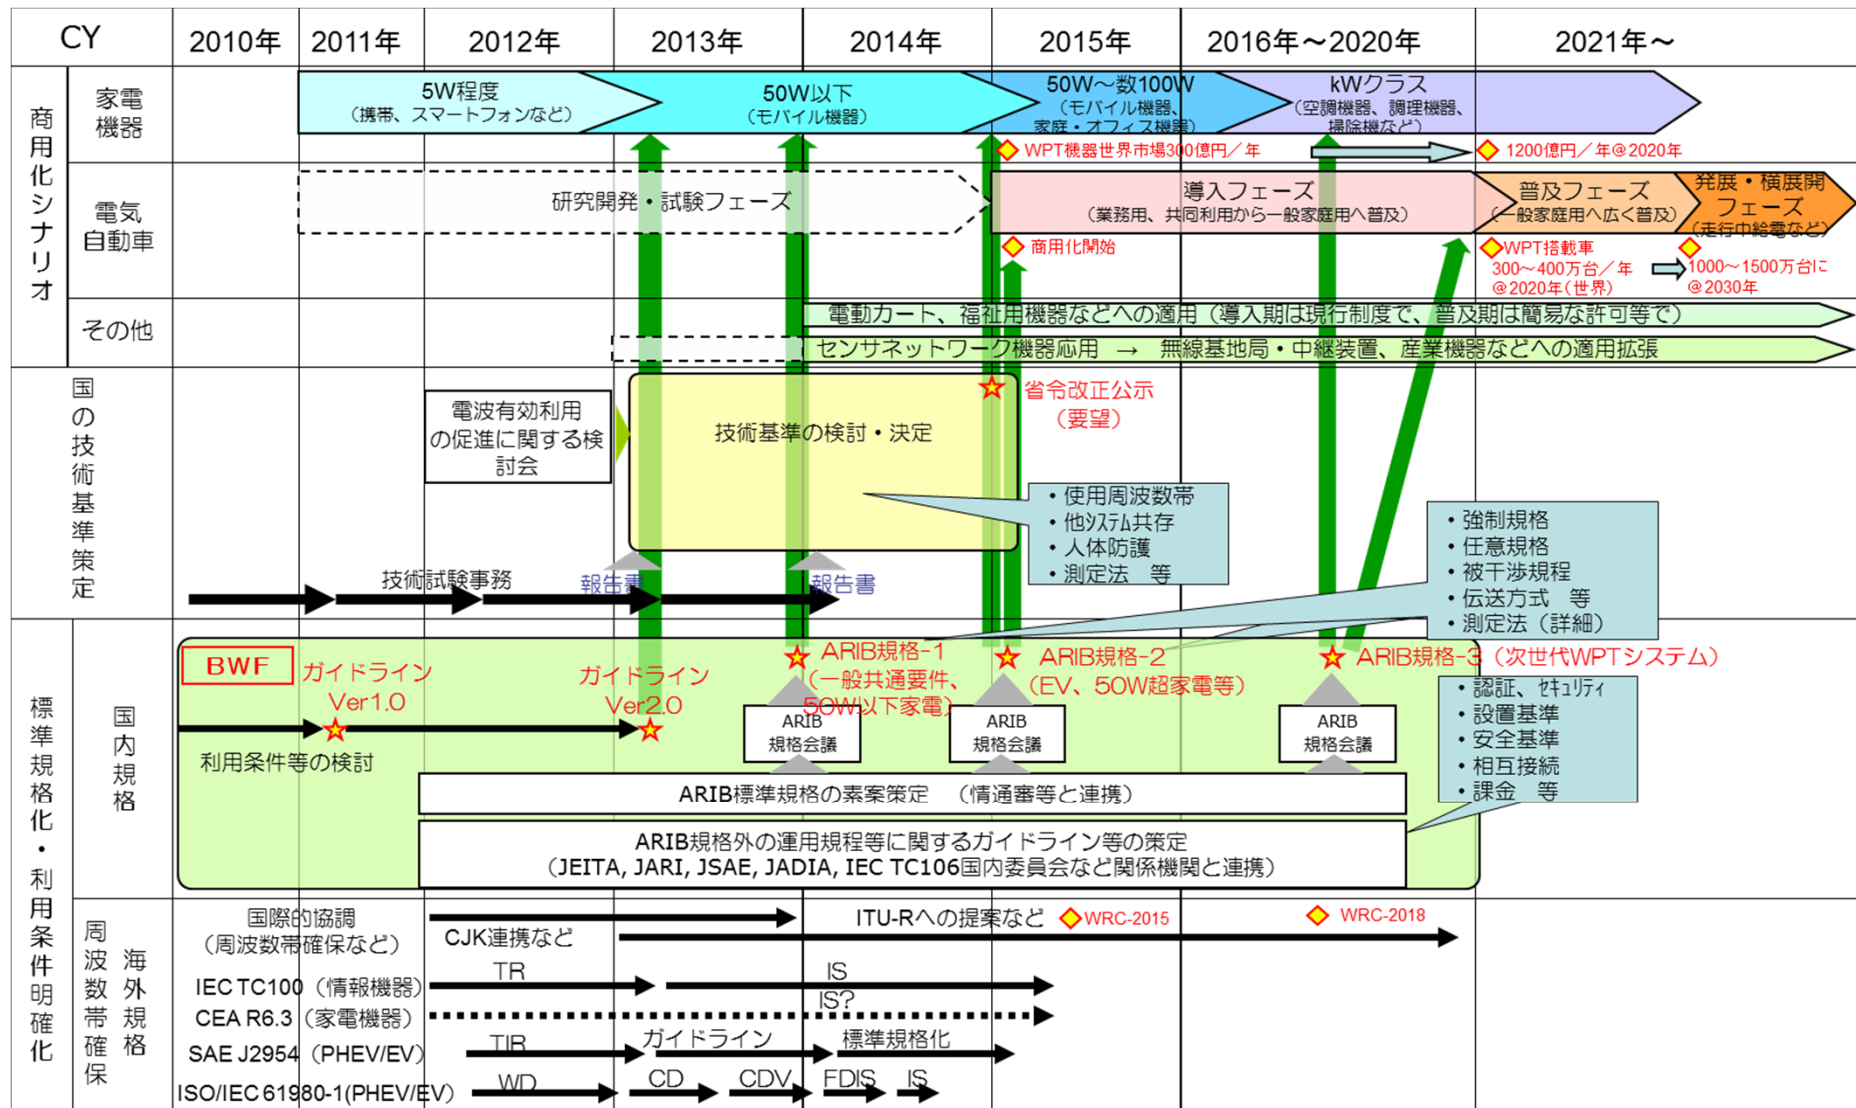 CY
2010年
2011年
2012年
2013年
2014年
2015年
2016年～2020年
2021年～
商用化シナリオ
家電
機器
5W程度
（携帯、スマートフォンなど）
50W以下
（モバイル機器）
50W～数100W
（モバイル機器、
家庭・オフィス機器）
kWクラス
（空調機器、調理機器、
掃除機など）
WPT機器世界市場300億円／年
1200億円／年@2020年
電気
自動車
研究開発・試験フェーズ
導入フェーズ
（業務用、共同利用から一般家庭用へ普及）
普及フェーズ
（一般家庭用へ広く普及）
発展・横展開
フェーズ
（走行中給電など）
商用化開始
WPT搭載車
300～400万台／年
@2020年（世界）
1000～1500万台に
@2030年
その他
電動カート、福祉用機器などへの適用（導入期は現行制度で、普及期は簡易な許可等で）
センサネットワーク機器応用 → 無線基地局・中継装置、産業機器などへの適用拡張
国の技術基準策定
電波有効利用
の促進に関する検
討会
技術基準の検討・決定
省令改正公示
（要望）
・使用周波数帯
・他ｼｽﾃﾑ共存
・人体防護
・測定法　等
・強制規格
・任意規格
・被干渉規程
・伝送方式　等
・測定法（詳細）
技術試験事務
報告書
報告書
標準規格化・利用条件明確化
国内規格
BWF
ガイドライン
Ver1.0
ガイドライン
Ver2.0
ARIB規格-1
（一般共通要件、
50W以下家電）
ARIB規格-2
（EV、50W超家電等）
ARIB規格-3（次世代WPTシステム）
利用条件等の検討
ARIB
規格会議
ARIB
規格会議
ARIB
規格会議
・認証、ｾｷｭﾘﾃｨ
・設置基準
・安全基準
・相互接続
・課金　等
ARIB標準規格の素案策定　（情通審等と連携）
ARIB規格外の運用規程等に関するガイドライン等の策定
（JEITA, JARI, JSAE, JADIA, IEC TC106国内委員会など関係機関と連携）
周波数帯確保
海外規格
国際的協調
（周波数帯確保など）
CJK連携など
ITU-Rへの提案など
WRC-2015
WRC-2018
IEC TC100（情報機器）
TR
IS
CEA R6.3（家電機器）
IS?
SAE J2954（PHEV/EV）
TIR
ガイドライン
標準規格化
ISO/IEC 61980-1(PHEV/EV）
WD
CD
CDV
FDIS
IS